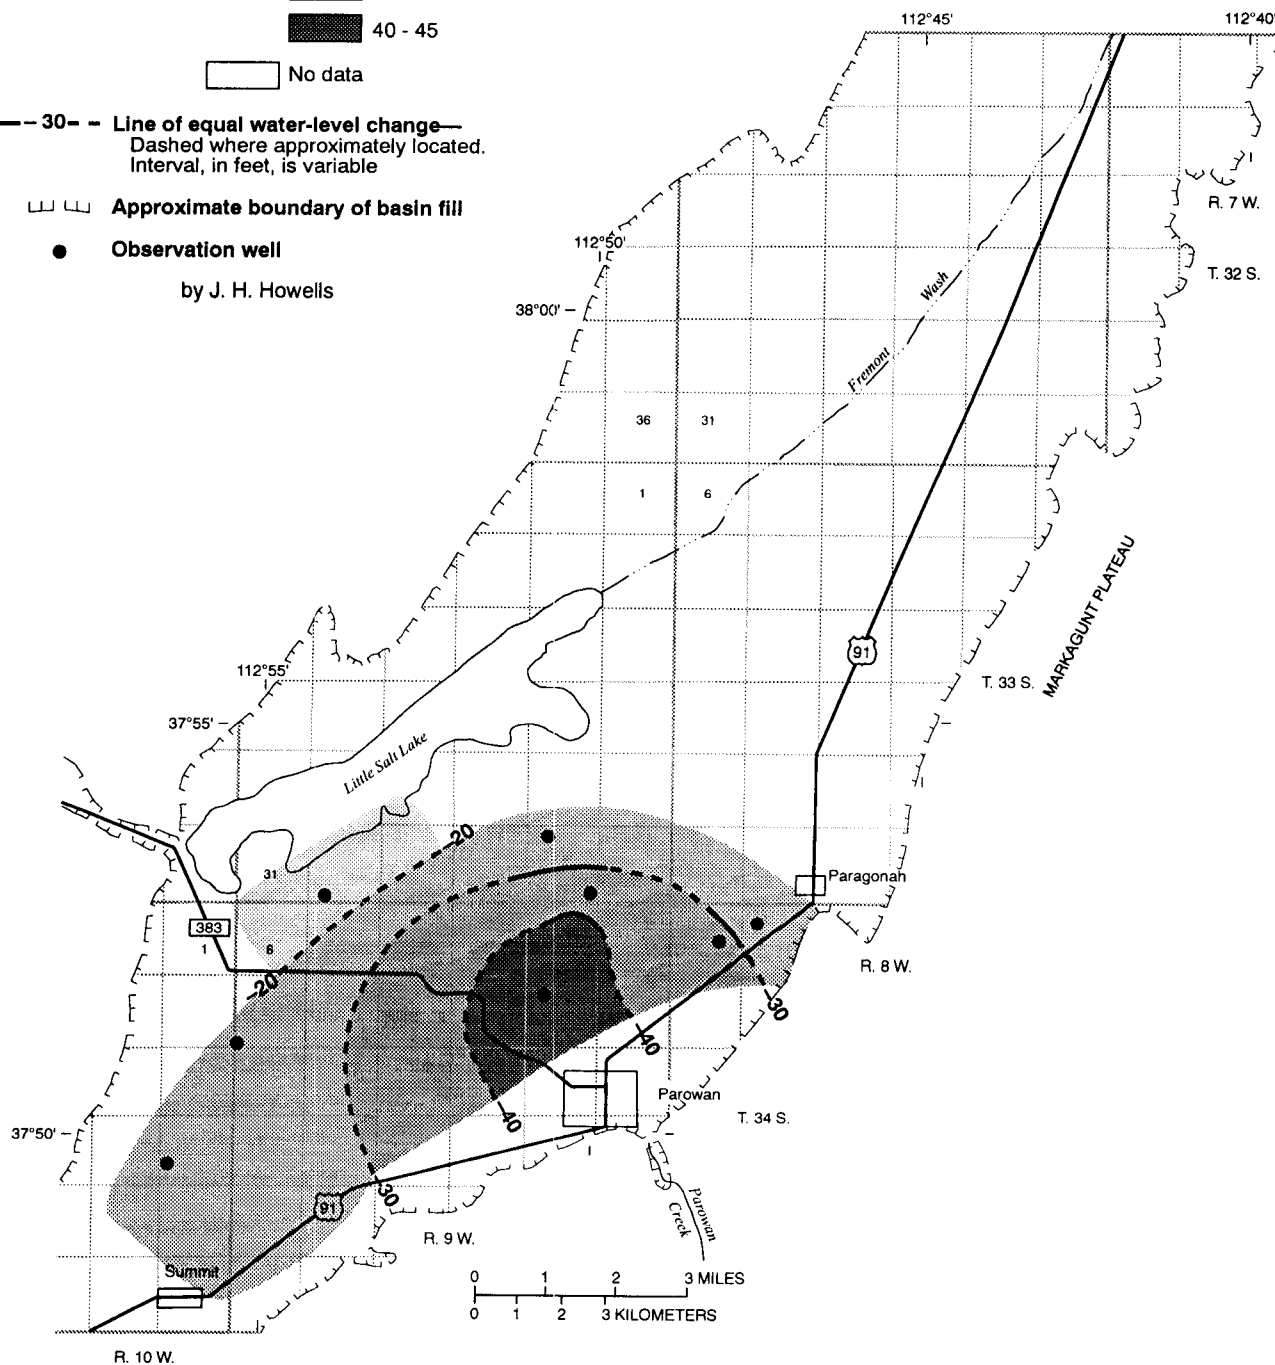 40 - 45
No data
30 Line of equal water-level change—
Dashed where approximately located.
Interval, in feet, is variable
Approximate boundary of basin fill
Observation well
by J. H. Howells
112°45'
112°40'
R. 7 W.
T. 32 S.
112°50'
38°00'
Wash
Fremont
36
31
1
6
MARKAGUNT PLATEAU
91
T. 33 S.
112°55'
37°55'
Little Salt Lake
20
31
Paragonah
383
1
6
20
R. 8 W.
30
40
Parowan
T. 34 S.
40
37°50'
30
91
Parowan
Creek
R. 9 W.
Summit
0 1 2 3 MILES
0 1 2 3 KILOMETERS
R. 10 W.